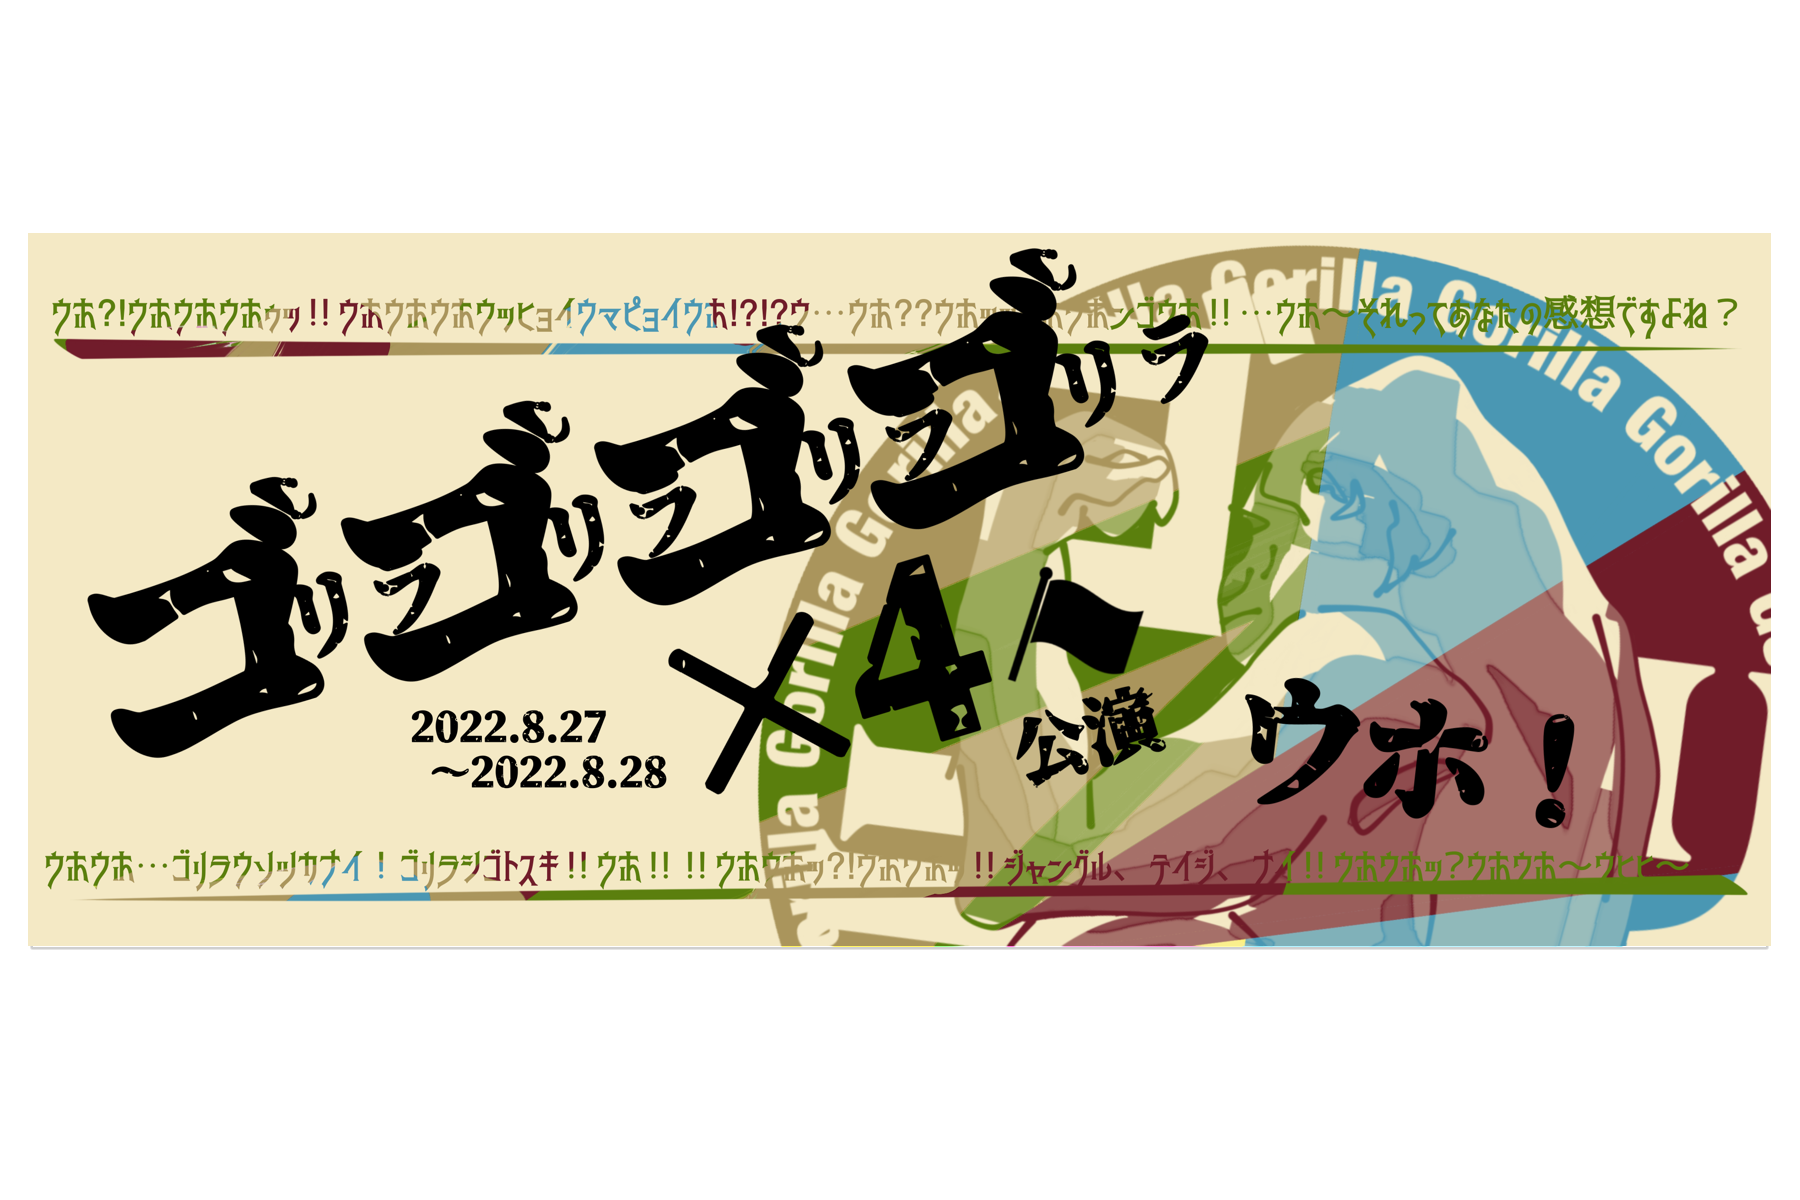 ウホ?!ウホウホウホゥッ!!ウホウホウホウッヒョイウマピョイウホ!?!?ウ…ウホ??ウホッ
ンゴウホ!!…ウホ～それってあなたの感想ですよね？
Gorilla Gorilla Gorilla Gorilla Gorilla Gorilla
ゴリラゴリラゴリラゴリラ
×4
公演
ウホ！
2022.8.27
～2022.8.28
ウホウホ…ゴリラウソツカナイ！ゴリラシゴトスキ!!ウホ!!!!ウホウホッ?!ウホウホッ!!ジャングル、テイジ、ナイ!!ウホウホッ?ウホウホ～ウヒヒ～